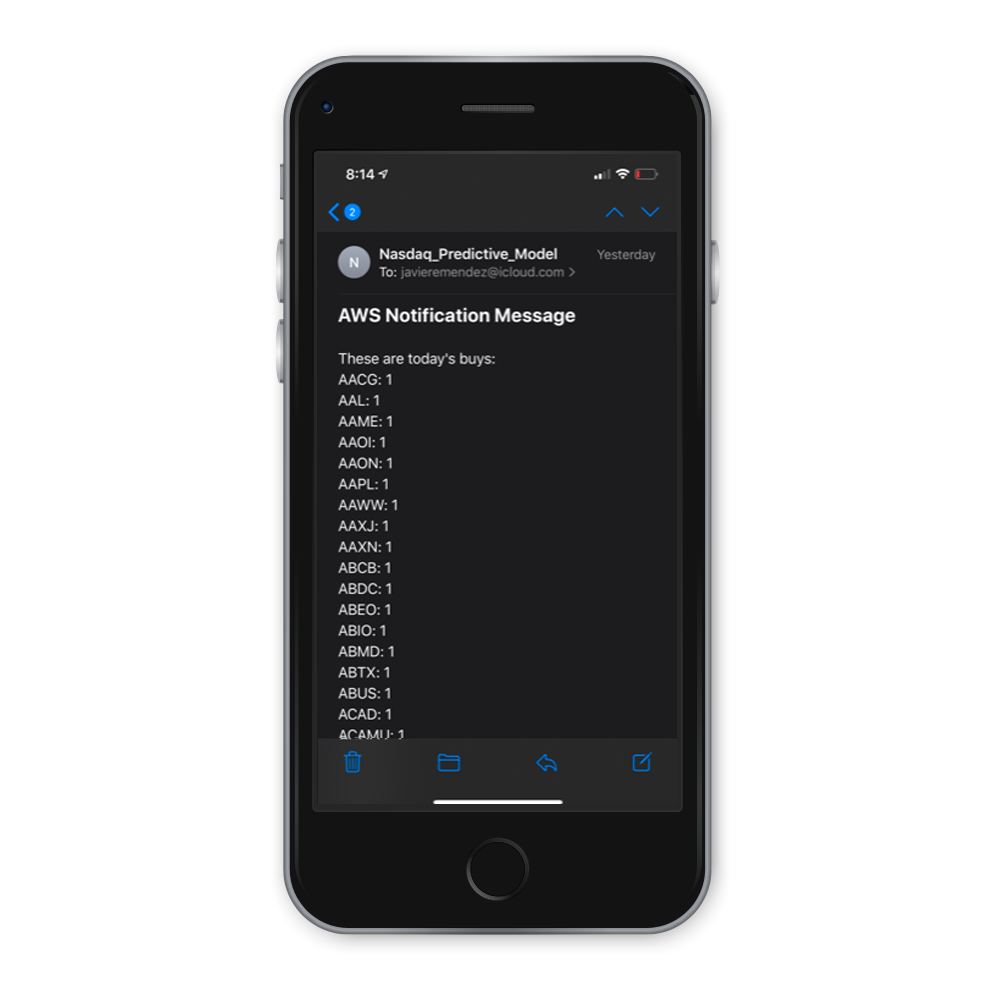 8:14
2
Nasdaq_Predictive_Model
Yesterday
N
To: javieremendez@icloud.com
AWS Notification Message
These are today's buys:
AACG: 1
AAL: 1
AAME: 1
AAOI: 1
AAON: 1
AAPL: 1
AAWW: 1
AAXJ: 1
AAXN: 1
ABCB: 1
ABDC: 1
ABEO: 1
ABIO: 1
ABMD: 1
ABTX: 1
ABUS: 1
ACAD: 1
ACAMU: 1